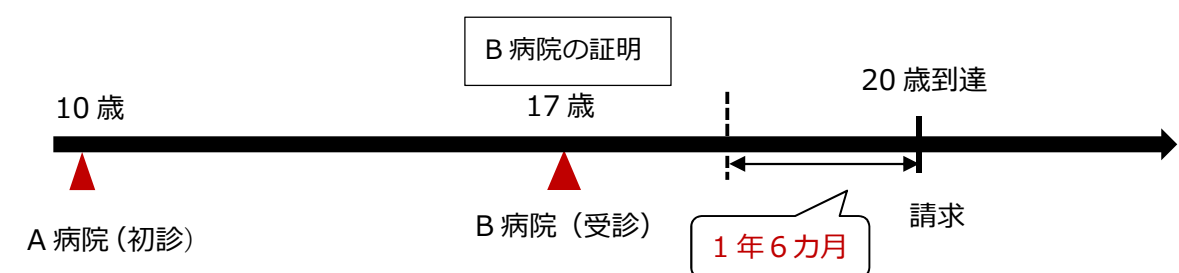 B 病院の証明
10 歳
17 歳
20 歳到達
A 病院（初診）
B 病院（受診）
１年６カ月
請求